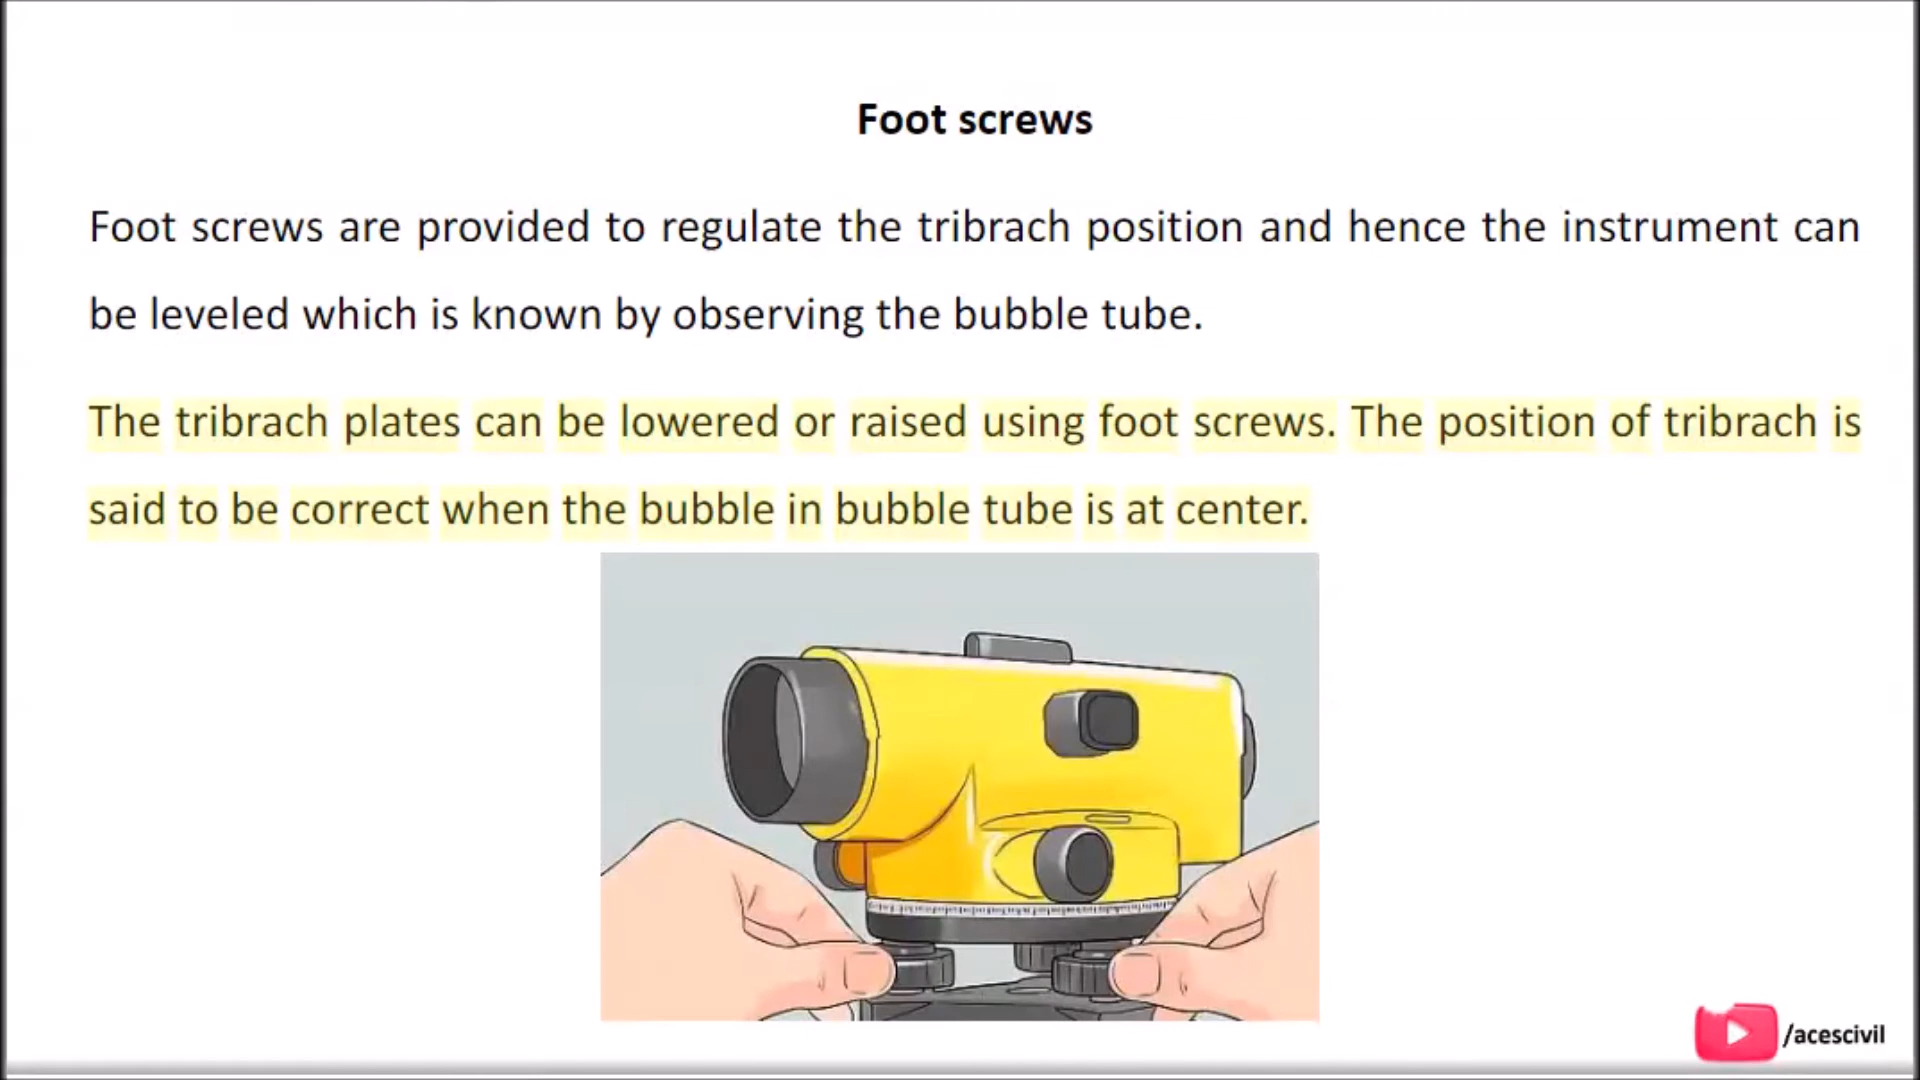 Foot screws
Foot screws are provided to regulate the tribrach position and hence the instrument can
be leveled which is known by observing the bubble tube.
The tribrach plates can be lowered or raised using foot screws. The position of tribrach is
said to be correct when the bubble in bubble tube is at center.
/acescivil